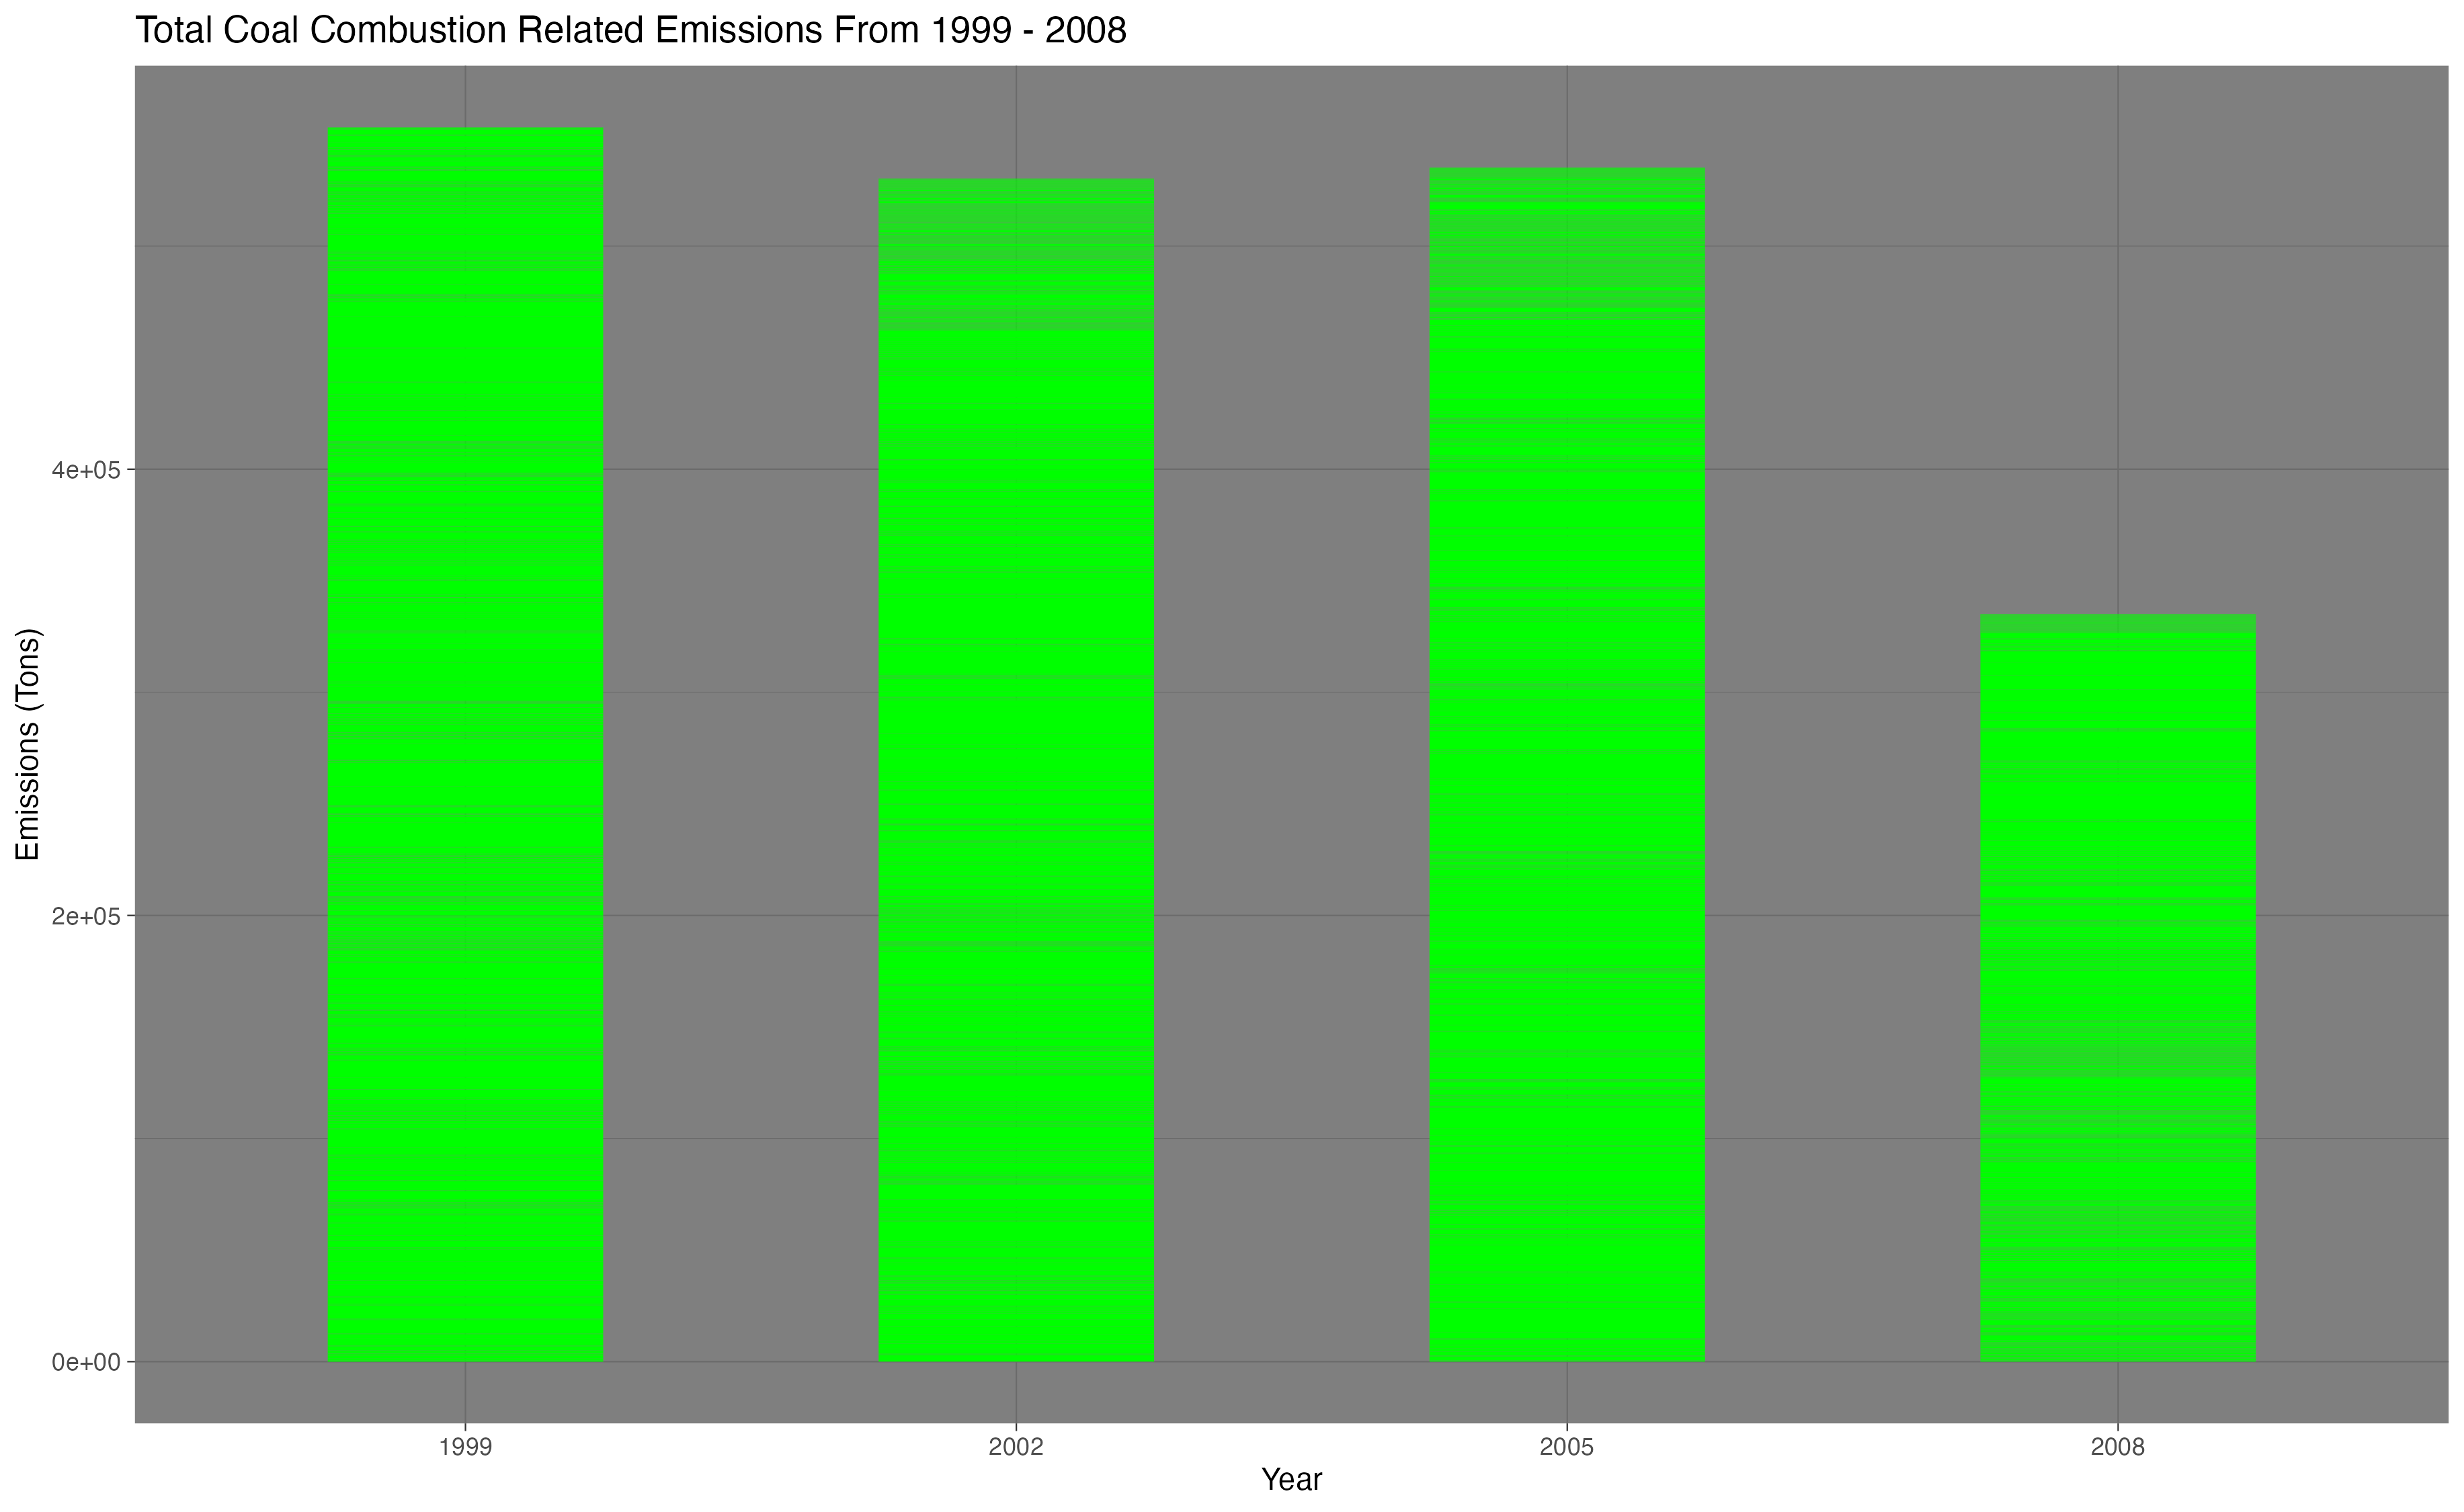 Total Coal Combustion Related Emissions From 1999 - 2008
Emissions (Tons)
4e+05
2e+05
0e+00
1999 2002 2005 2008
Year